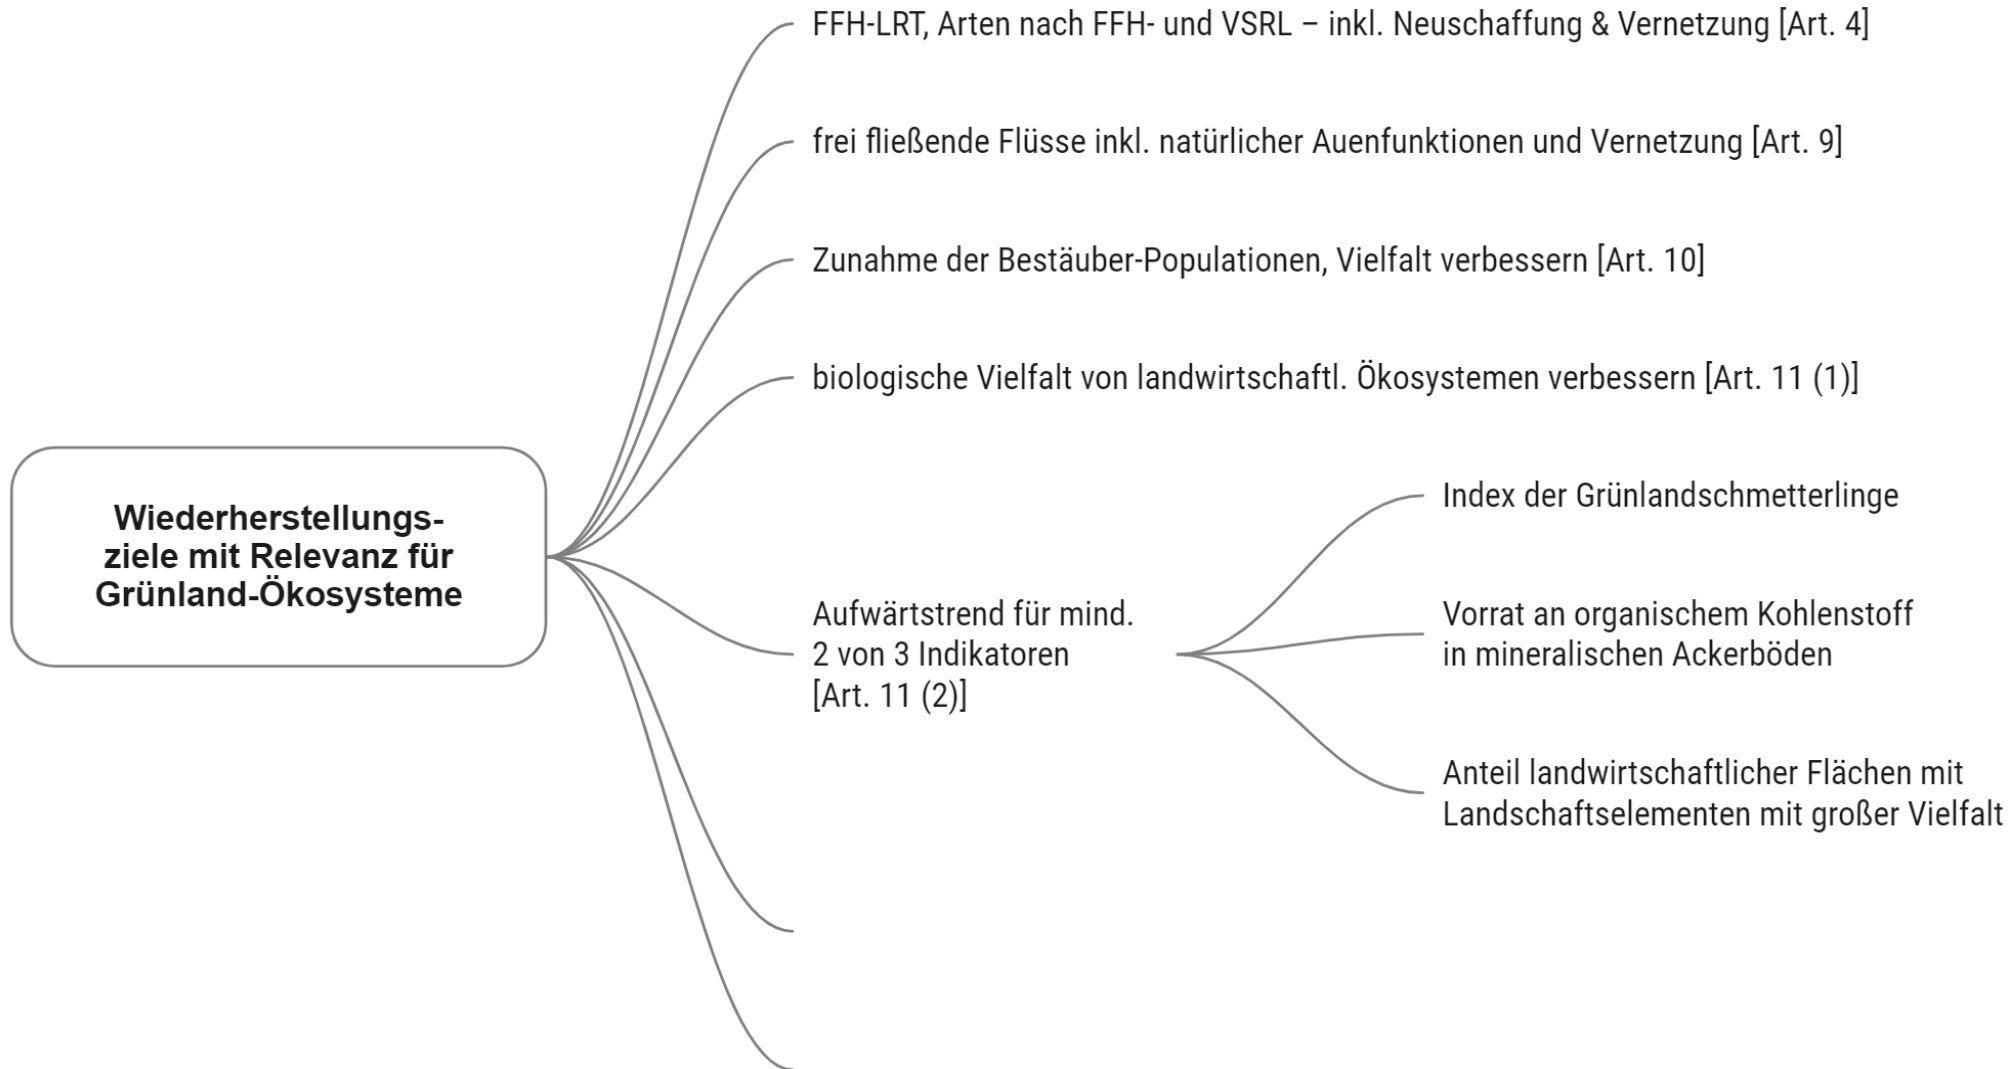 FFH-LRT, Arten nach FFH- und VSRL – inkl. Neuschaffung & Vernetzung [Art. 4]
frei fließende Flüsse inkl. natürlicher Auenfunktionen und Vernetzung [Art. 9]
Zunahme der Bestäuber-Populationen, Vielfalt verbessern [Art. 10]
biologische Vielfalt von landwirtschaftl. Ökosystemen verbessern [Art. 11 (1)]
Wiederherstellungs-
ziele mit Relevanz für
Grünland-Ökosysteme
Aufwärtstrend für mind.
2 von 3 Indikatoren
[Art. 11 (2)]
Index der Grünlandschmetterlinge
Vorrat an organischem Kohlenstoff
in mineralischen Ackerböden
Anteil landwirtschaftlicher Flächen mit
Landschaftselementen mit großer Vielfalt